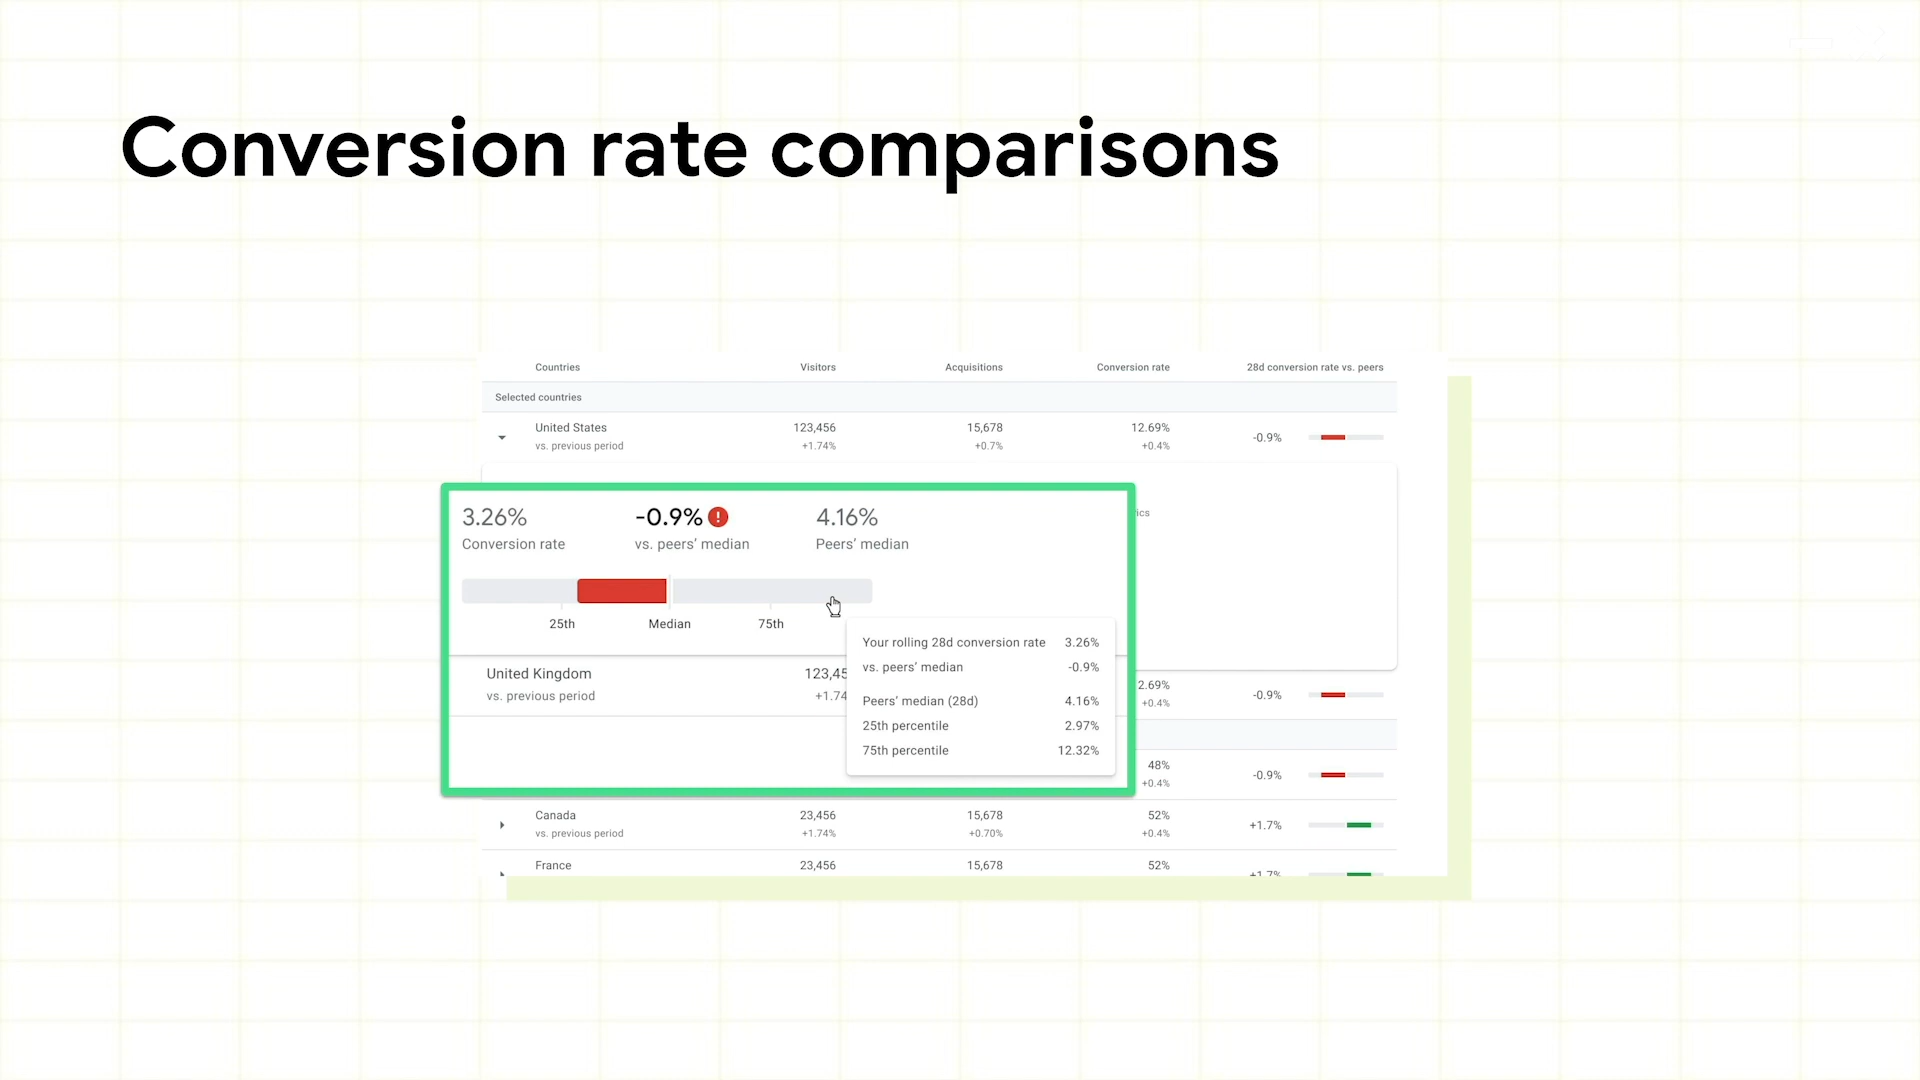 Conversion rate comparisons
Countries Visitors Acquisitions Conversion rate 28d conversion rate vs. peers
Selected countries
United States 123,456 15,678 12.69% -0.9%
vs. previous period +1.74% +0.7% +0.4%
3.26% -0.9% 4.16%
Conversion rate vs. peers’ median Peers’ median
25th Median 75th
Your rolling 28d conversion rate 3.26%
vs. peers’ median -0.9%
Peers’ median (28d) 4.16%
25th percentile 2.97%
75th percentile 12.32%
United Kingdom 123,45 2.69% -0.9%
vs. previous period +1.74 +0.4%
48% -0.9%
+0.4%
Canada 23,456 15,678 52% +1.7%
vs. previous period +1.74% +0.70% +0.4%
France 23,456 15,678 52% +1.7%